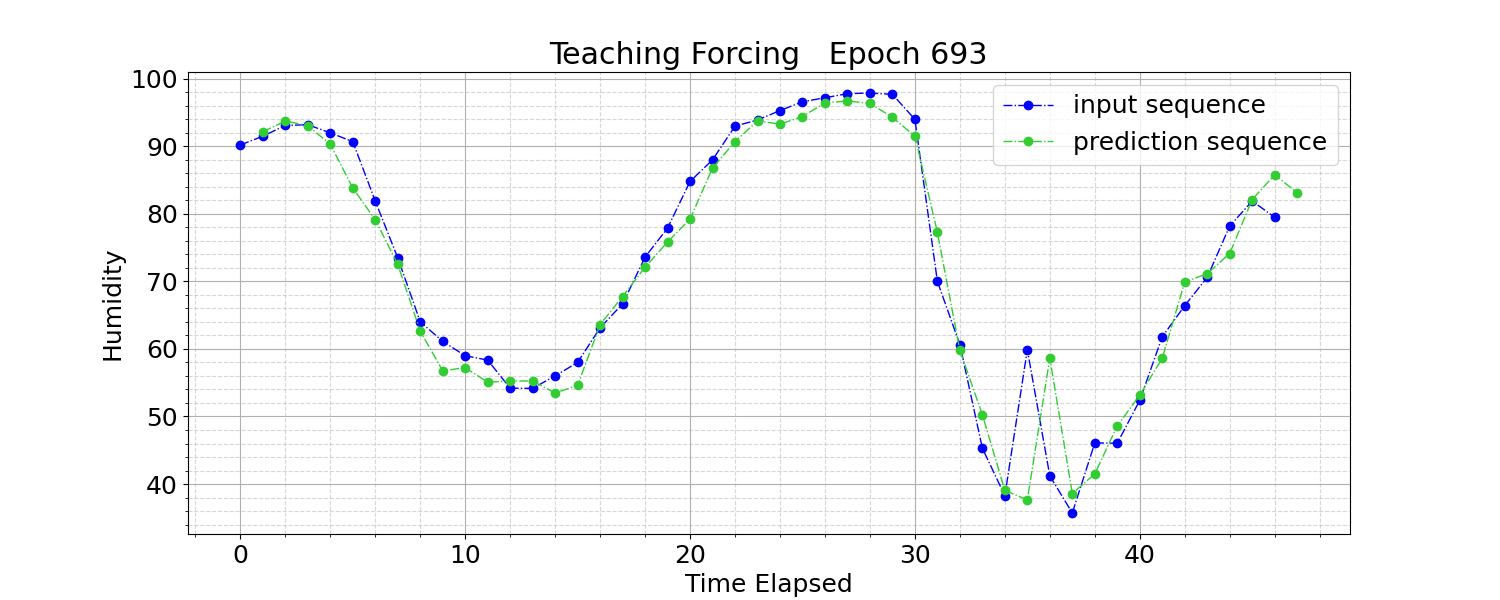 Teaching Forcing   Epoch 693
input sequence
prediction sequence
Humidity
100
90
80
70
60
50
40
0 10 20 30 40
Time Elapsed